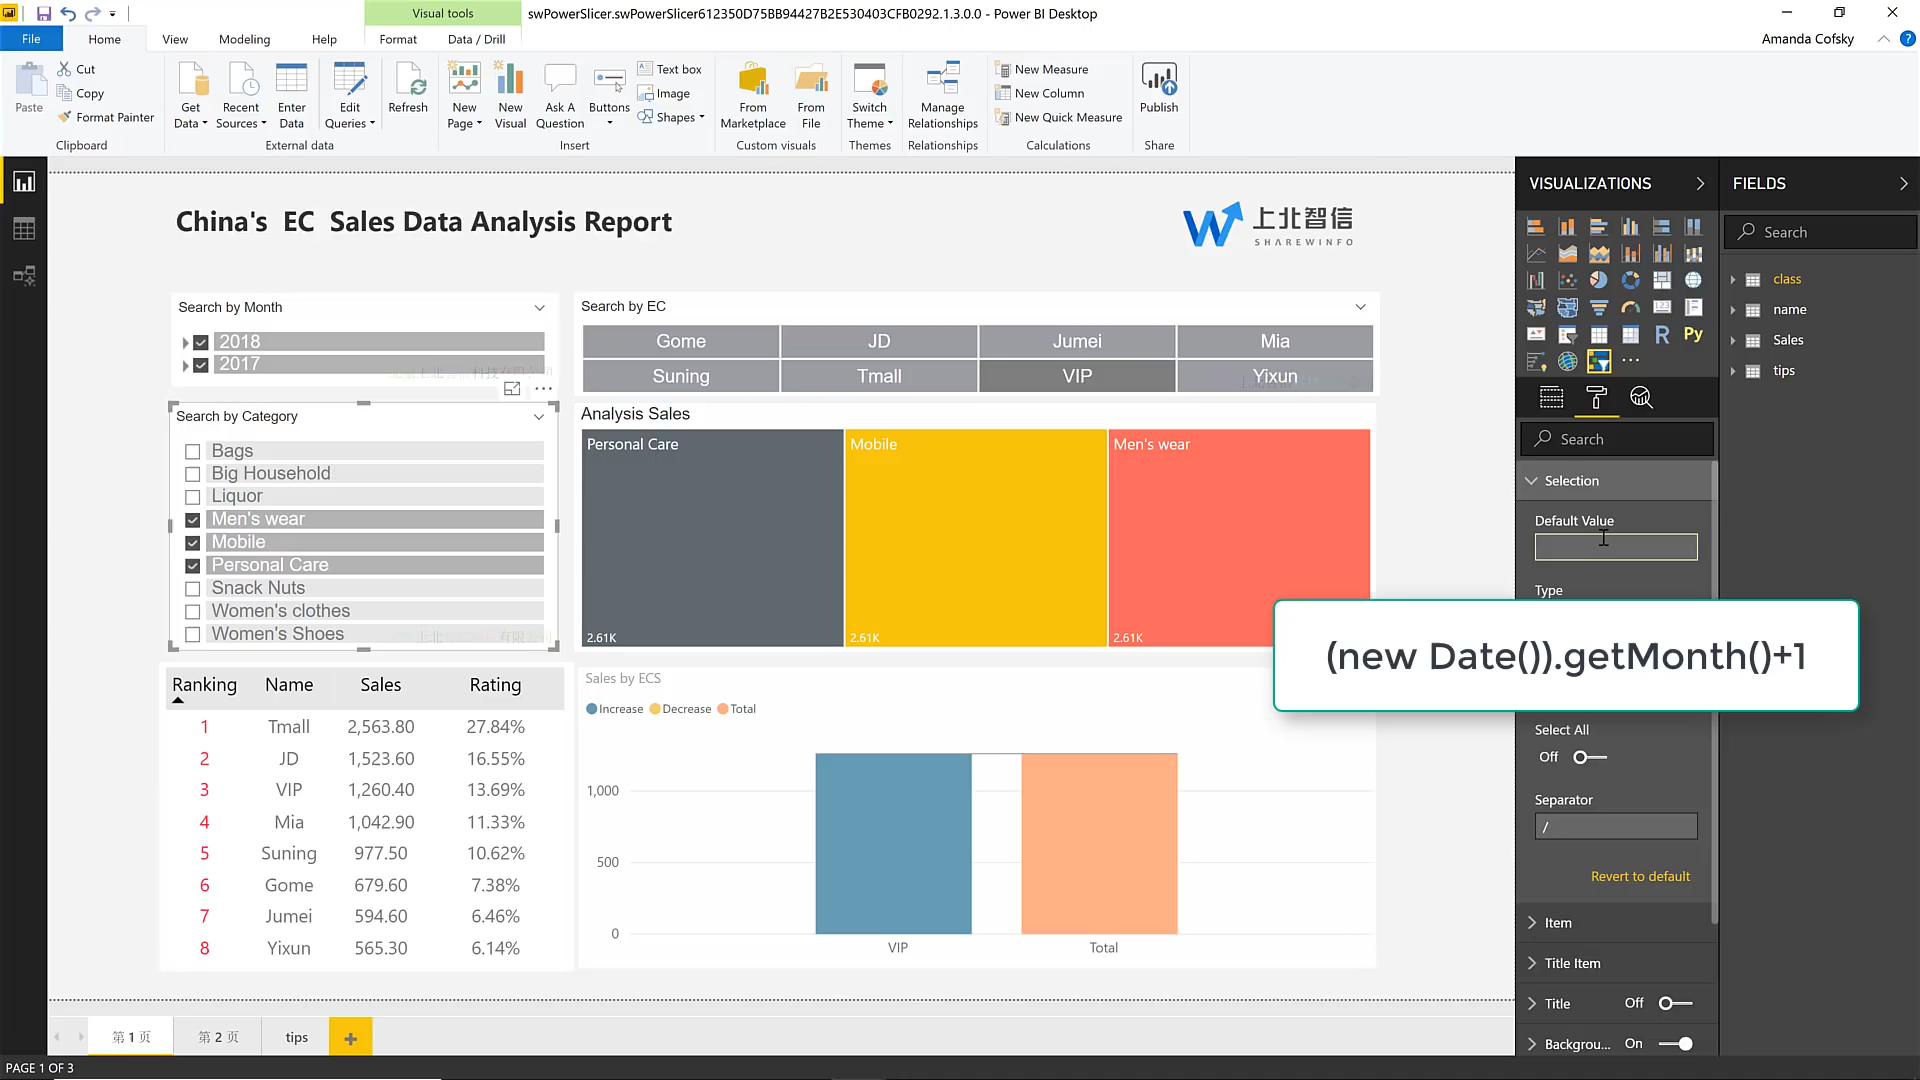 Visual tools
swPowerSlicer.swPowerSlicer612350D75BB94427B2E530403CFB0292.1.3.0.0 - Power BI Desktop
File Home View Modeling Help Format Data / Drill
Amanda Cofsky
Paste
Cut
Copy
Format Painter
Clipboard
Get Data
Recent Sources
Enter Data
Edit Queries
Refresh
External data
New Page
New Visual
Ask A Question
Buttons
Text box
Image
Shapes
Insert
From Marketplace
From File
Custom visuals
Switch Theme
Themes
Manage Relationships
Relationships
New Measure
New Column
New Quick Measure
Calculations
Publish
Share
China's EC Sales Data Analysis Report
上北智信
SHAREWINFO
Search by Month
2018
2017
Search by EC
Gome JD Jumei Mia
Suning Tmall VIP Yixun
Search by Category
Bags
Big Household
Liquor
Men's wear
Mobile
Personal Care
Snack Nuts
Women's clothes
Women's Shoes
Analysis Sales
Personal Care Mobile Men's wear
2.61K 2.61K 2.61K
Ranking Name Sales Rating
1 Tmall 2,563.80 27.84%
2 JD 1,523.60 16.55%
3 VIP 1,260.40 13.69%
4 Mia 1,042.90 11.33%
5 Suning 977.50 10.62%
6 Gome 679.60 7.38%
7 Jumei 594.60 6.46%
8 Yixun 565.30 6.14%
Sales by ECS
Increase Decrease Total
1,000
500
0
VIP Total
VISUALIZATIONS
R Py
Search
Selection
Default Value
Type
(new Date()).getMonth()+1
Select All
Off
Separator
/
Revert to default
Item
Title Item
Title Off
Backgrou... On
FIELDS
Search
class
name
Sales
tips
第 1 页 第 2 页 tips
PAGE 1 OF 3